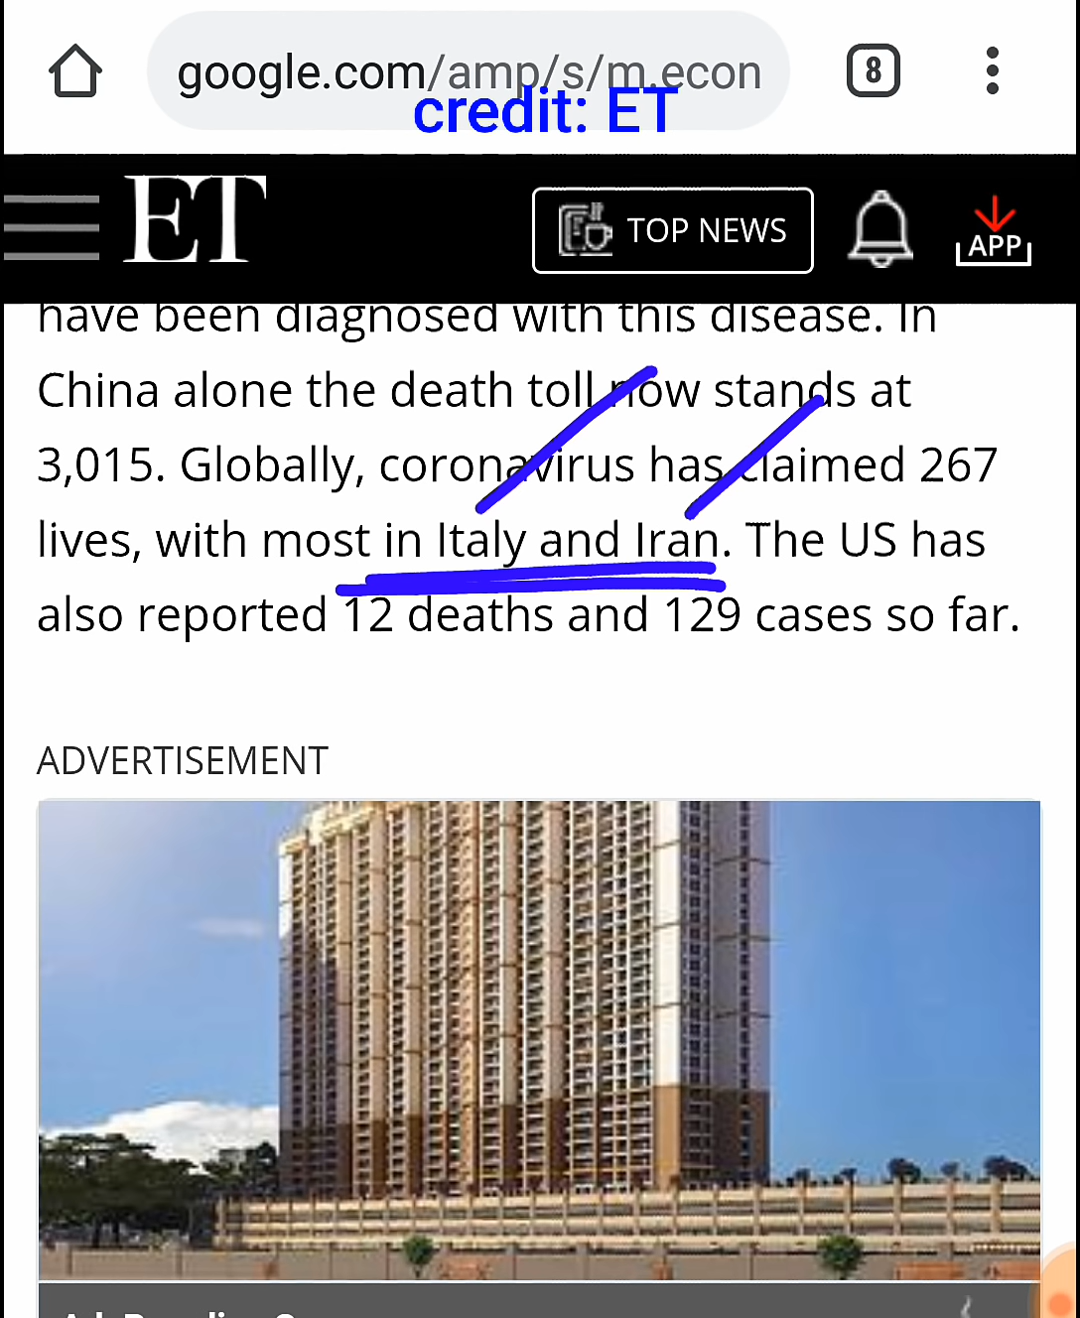 google.com/amp/s/m.econ
8
credit: ET
ET
TOP NEWS
APP
have been diagnosed with this disease. In
China alone the death toll now stands at
3,015. Globally, coronavirus has claimed 267
lives, with most in Italy and Iran. The US has
also reported 12 deaths and 129 cases so far.
ADVERTISEMENT